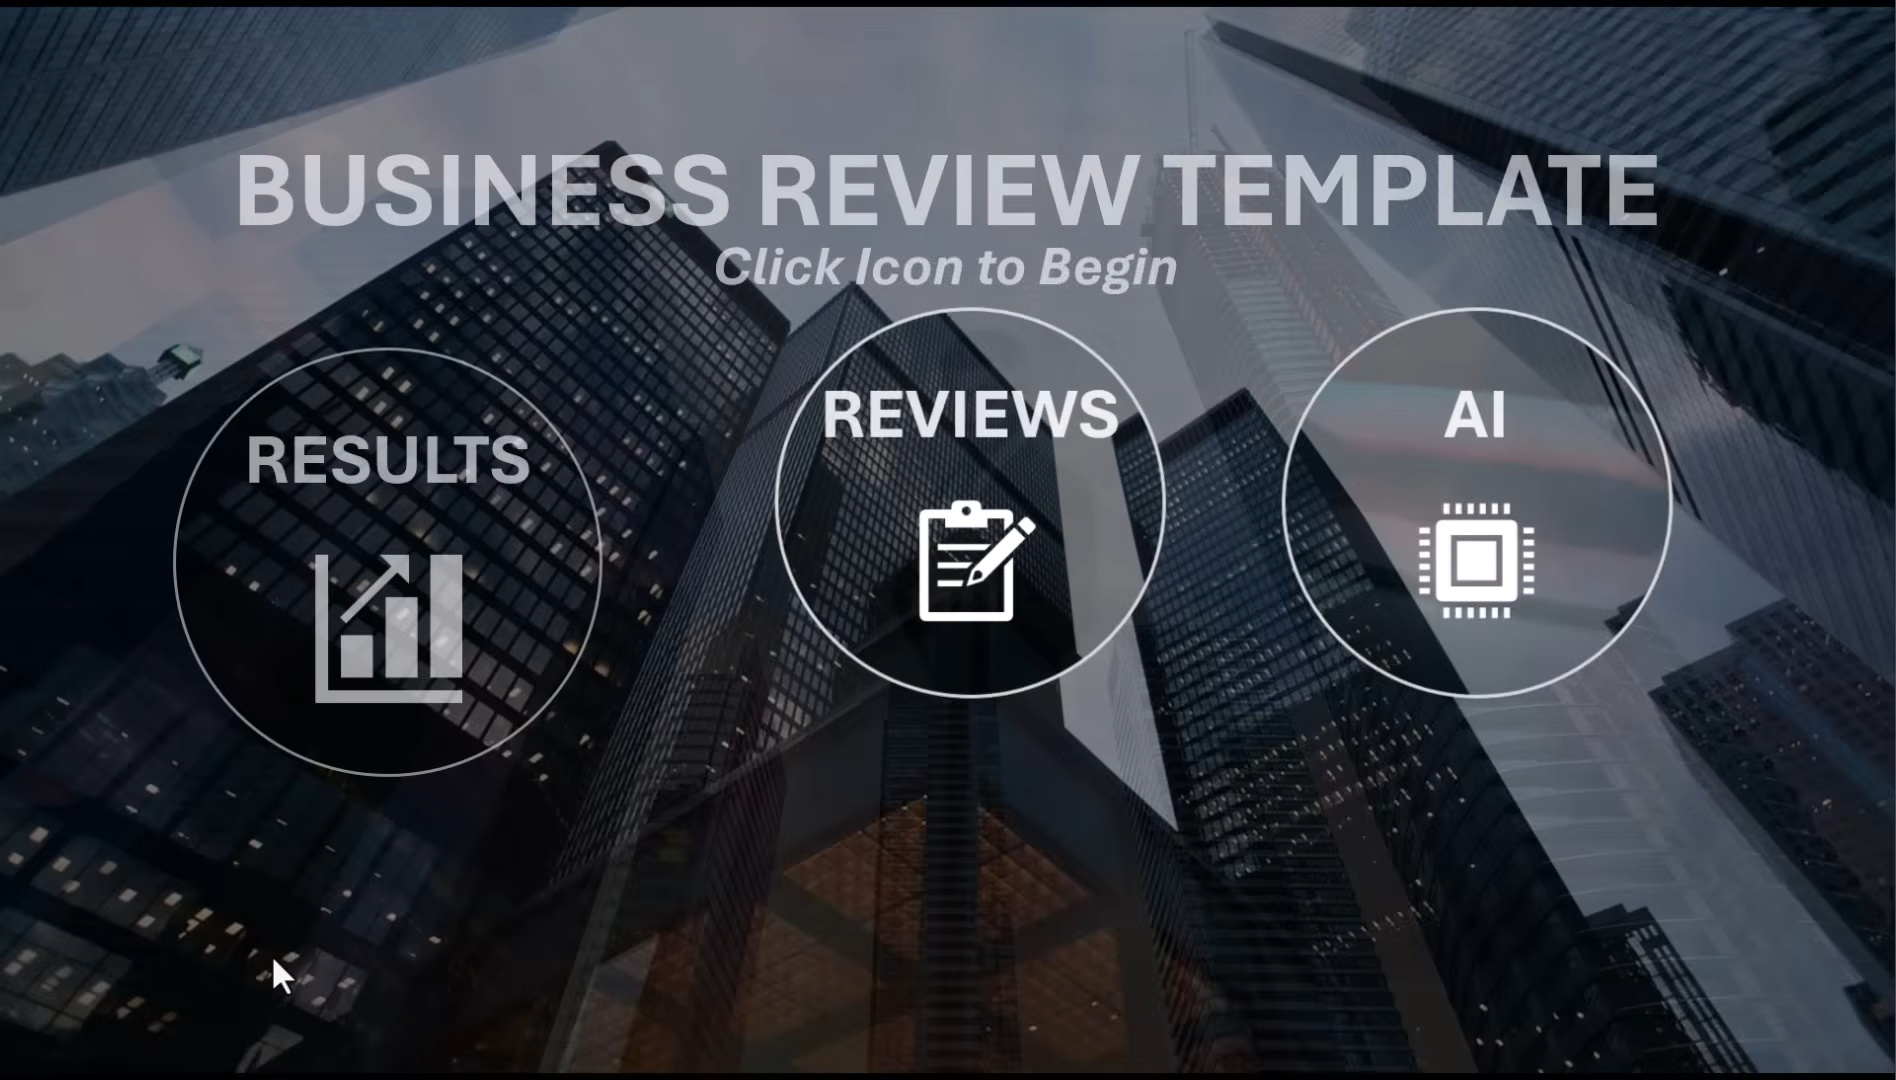 BUSINESS REVIEW TEMPLATE
Click Icon to Begin
RESULTS
REVIEWS
AI